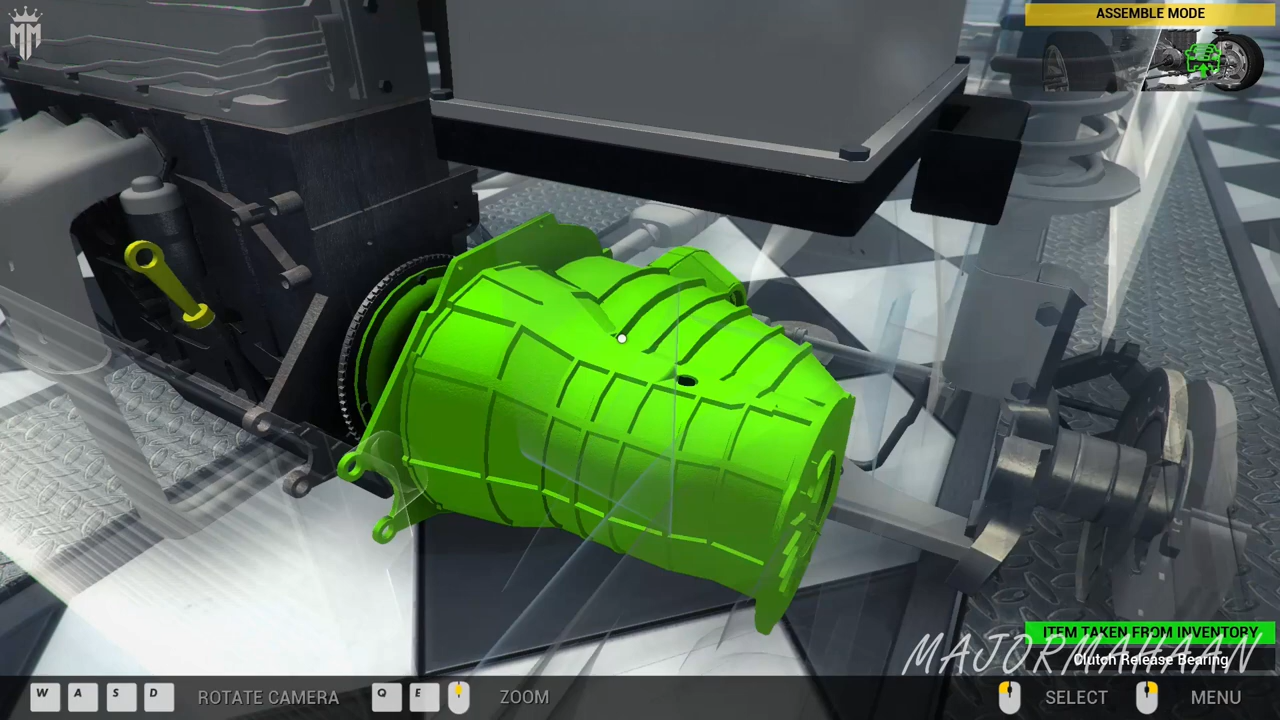 ASSEMBLE MODE
ITEM TAKEN FROM INVENTORY
MAJORMAHAAN
Clutch Release Bearing
W A S D ROTATE CAMERA Q E ZOOM SELECT MENU